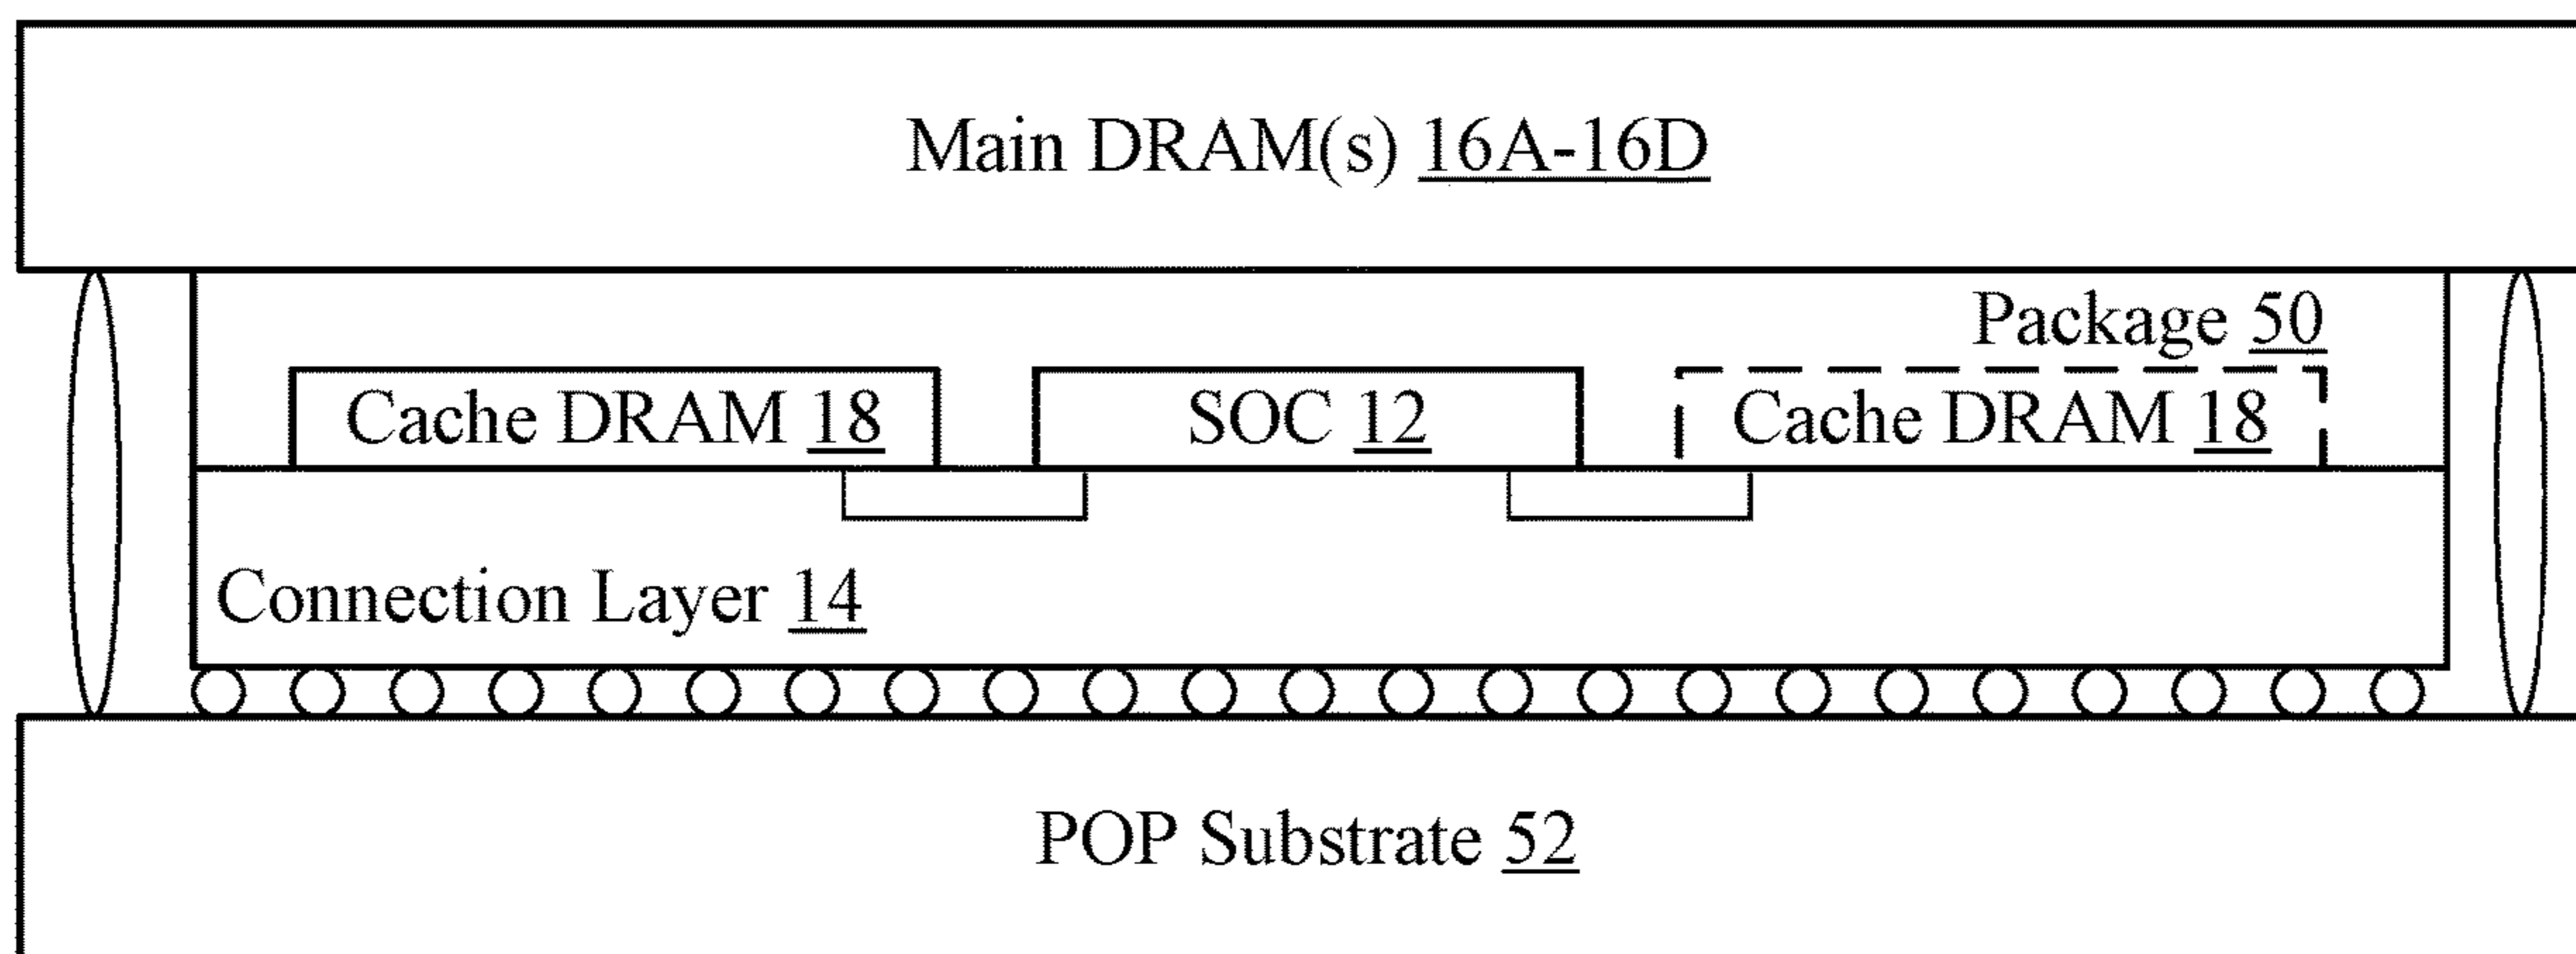 Main DRAM(s) 16A-16D
Package 50
Cache DRAM 18
SOC 12
Cache DRAM 18
Connection Layer 14
POP Substrate 52